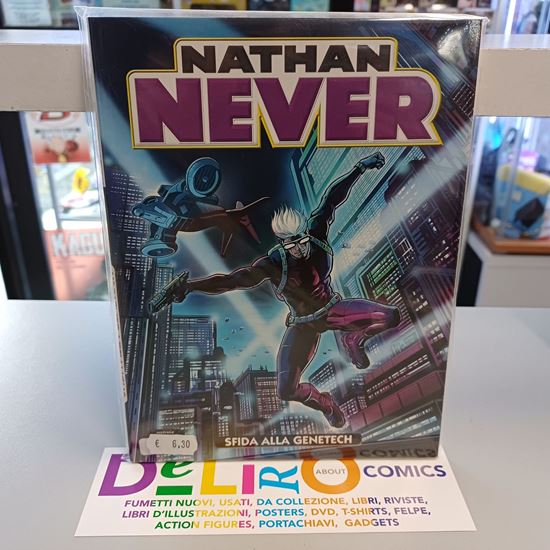 NATHAN
NEVER
SFIDA ALLA GENETECH
€ 6,30
DeLiRO
ABOUT
COMICS
FUMETTI NUOVI, USATI, DA COLLEZIONE, LIBRI, RIVISTE,
LIBRI D'ILLUSTRAZIONI, POSTERS, DVD, T-SHIRTS, FELPE,
ACTION FIGURES, PORTACHIAVI, GADGETS